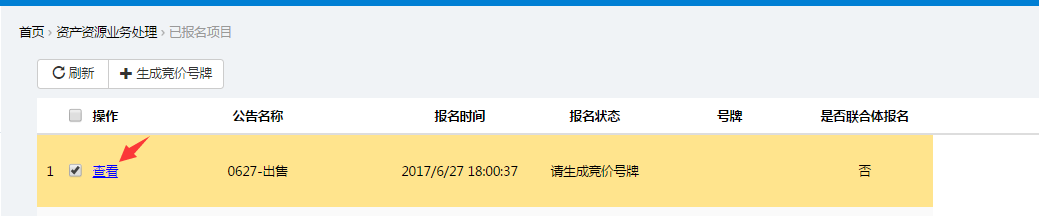 首页 › 资产资源业务处理 › 已报名项目
刷新 生成竞价号牌
操作 公告名称 报名时间 报名状态 号牌 是否联合体报名
1 查看 0627-出售 2017/6/27 18:00:37 请生成竞价号牌 否